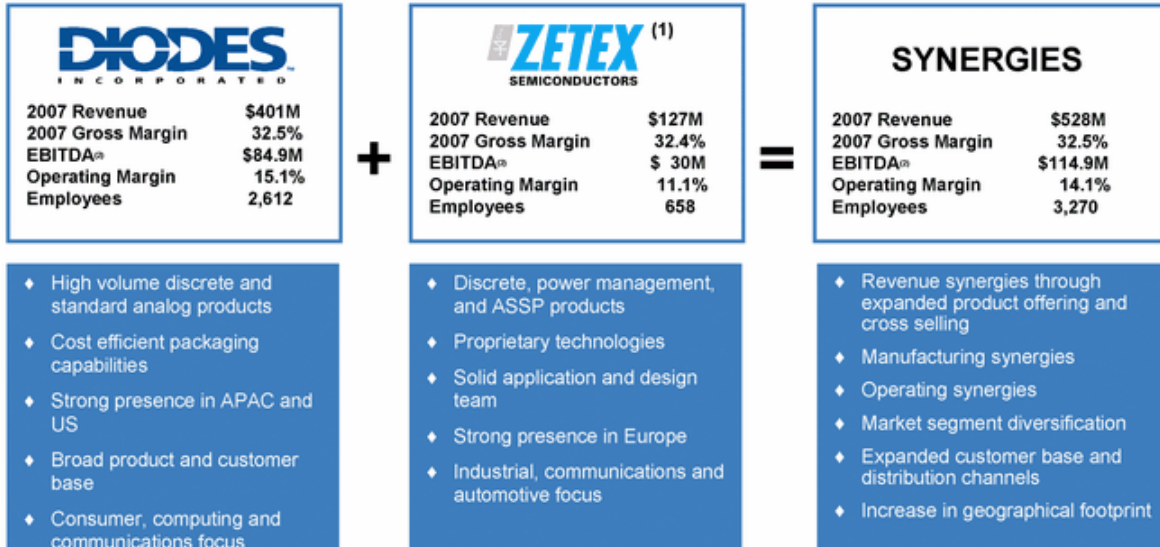 DIODES
INCORPORATED
2007 Revenue $401M
2007 Gross Margin 32.5%
EBITDA(2) $84.9M
Operating Margin 15.1%
Employees 2,612
+
ZETEX (1)
SEMICONDUCTORS
2007 Revenue $127M
2007 Gross Margin 32.4%
EBITDA(2) $ 30M
Operating Margin 11.1%
Employees 658
=
SYNERGIES
2007 Revenue $528M
2007 Gross Margin 32.5%
EBITDA(2) $114.9M
Operating Margin 14.1%
Employees 3,270
♦ High volume discrete and
standard analog products
♦ Cost efficient packaging
capabilities
♦ Strong presence in APAC and
US
♦ Broad product and customer
base
♦ Consumer, computing and
communications focus
♦ Discrete, power management,
and ASSP products
♦ Proprietary technologies
♦ Solid application and design
team
♦ Strong presence in Europe
♦ Industrial, communications and
automotive focus
♦ Revenue synergies through
expanded product offering and
cross selling
♦ Manufacturing synergies
♦ Operating synergies
♦ Market segment diversification
♦ Expanded customer base and
distribution channels
♦ Increase in geographical footprint